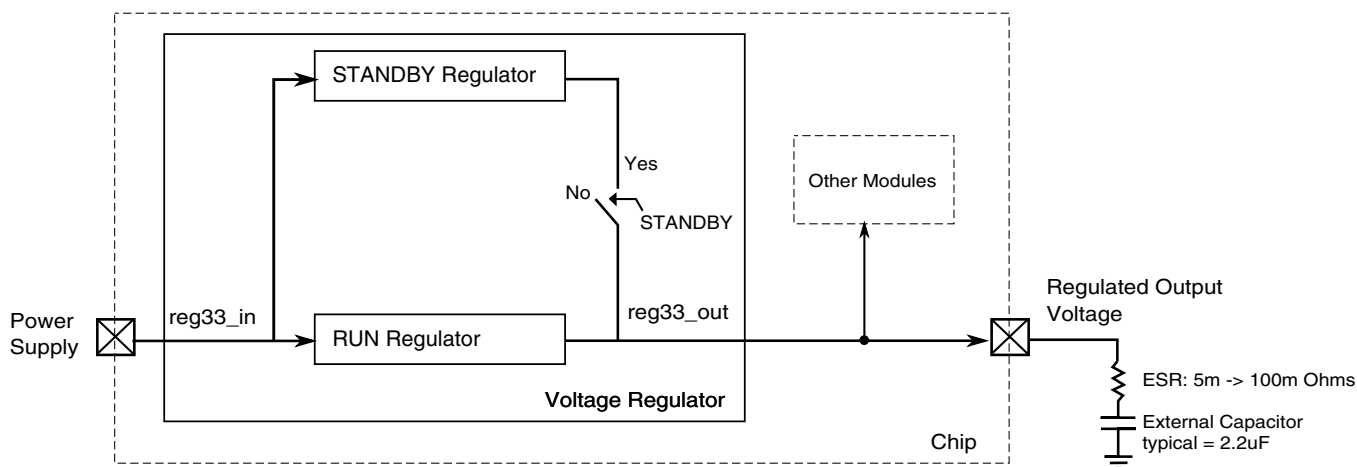 STANDBY Regulator
Yes
No
STANDBY
Other Modules
Power
Supply
reg33_in
RUN Regulator
reg33_out
Regulated Output
Voltage
Voltage Regulator
ESR: 5m -> 100m Ohms
External Capacitor
typical = 2.2uF
Chip